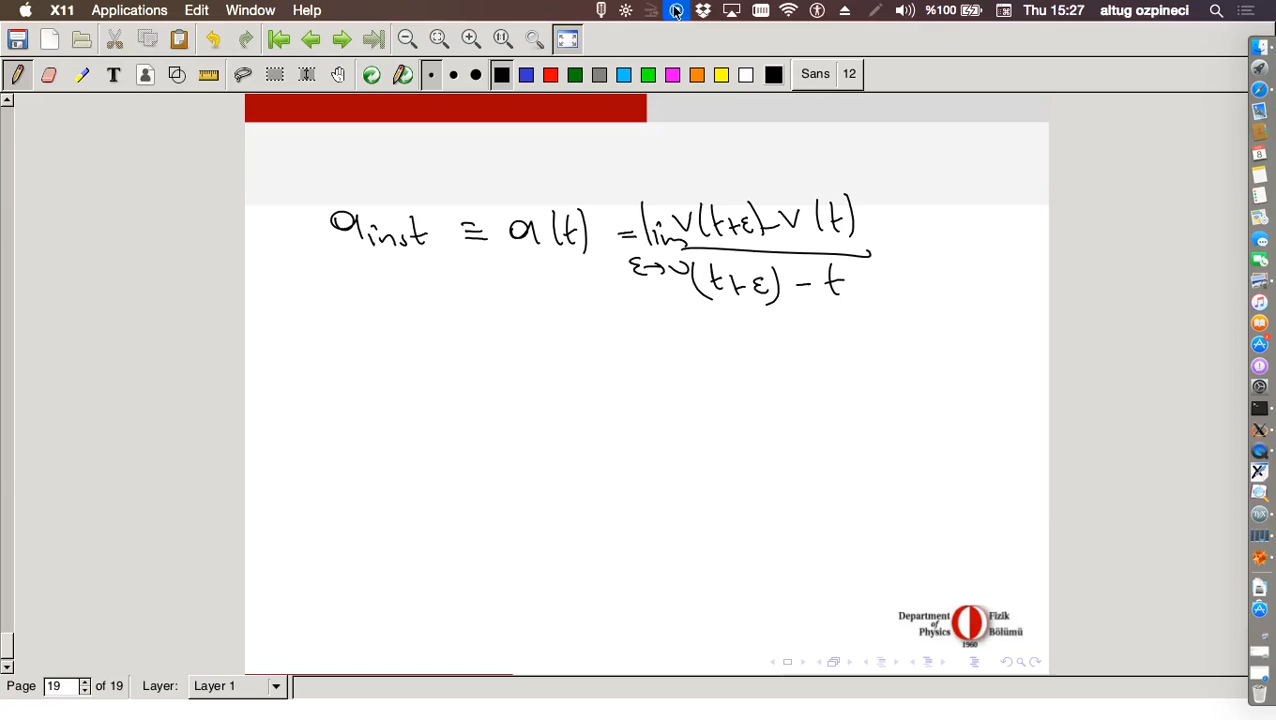 X11 Applications Edit Window Help %100 Thu 15:27 altug ozpineci
T Sans 12
a_inst ≡ a(t) = lim ε→0 (v(t+ε) - v(t)) / ((t+ε) - t)
Department of Physics Fizik Bölümü
1960
Page 19 of 19 Layer: Layer 1